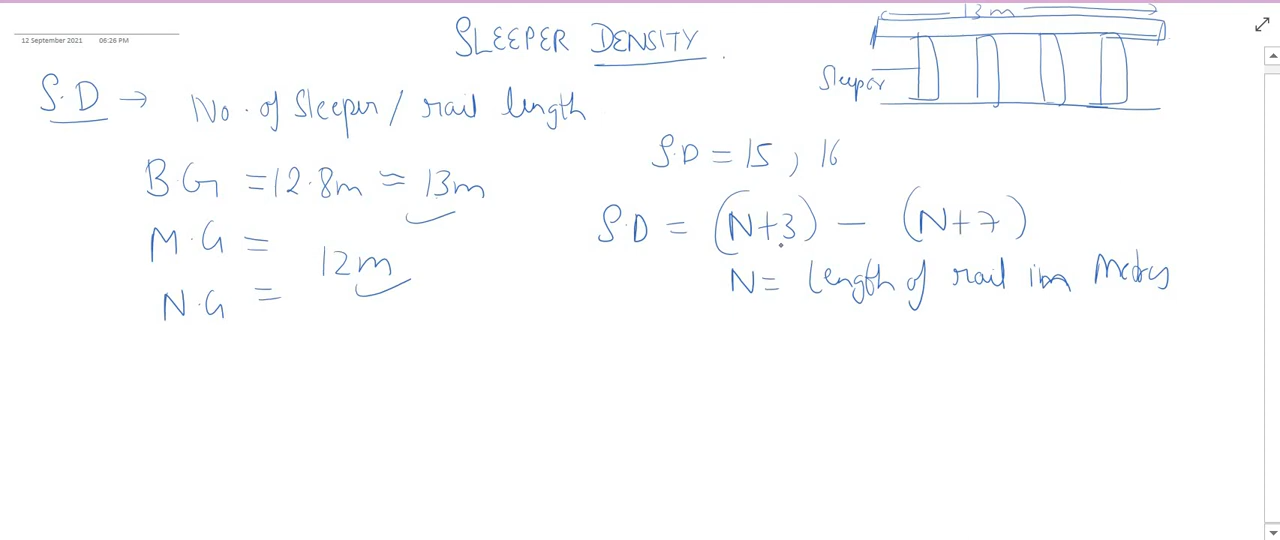 12 September 2021 06:26 PM
SLEEPER DENSITY.
13m
Sleeper
S.D → No. of Sleeper / rail length
S.D = 15, 16
B.G = 12.8m ≈ 13m
S.D = (N+3) - (N+7)
M.G =
12m
N = length of rail in
N.G =